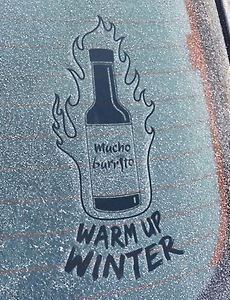 mucho
burrito
WARM UP
WINTER